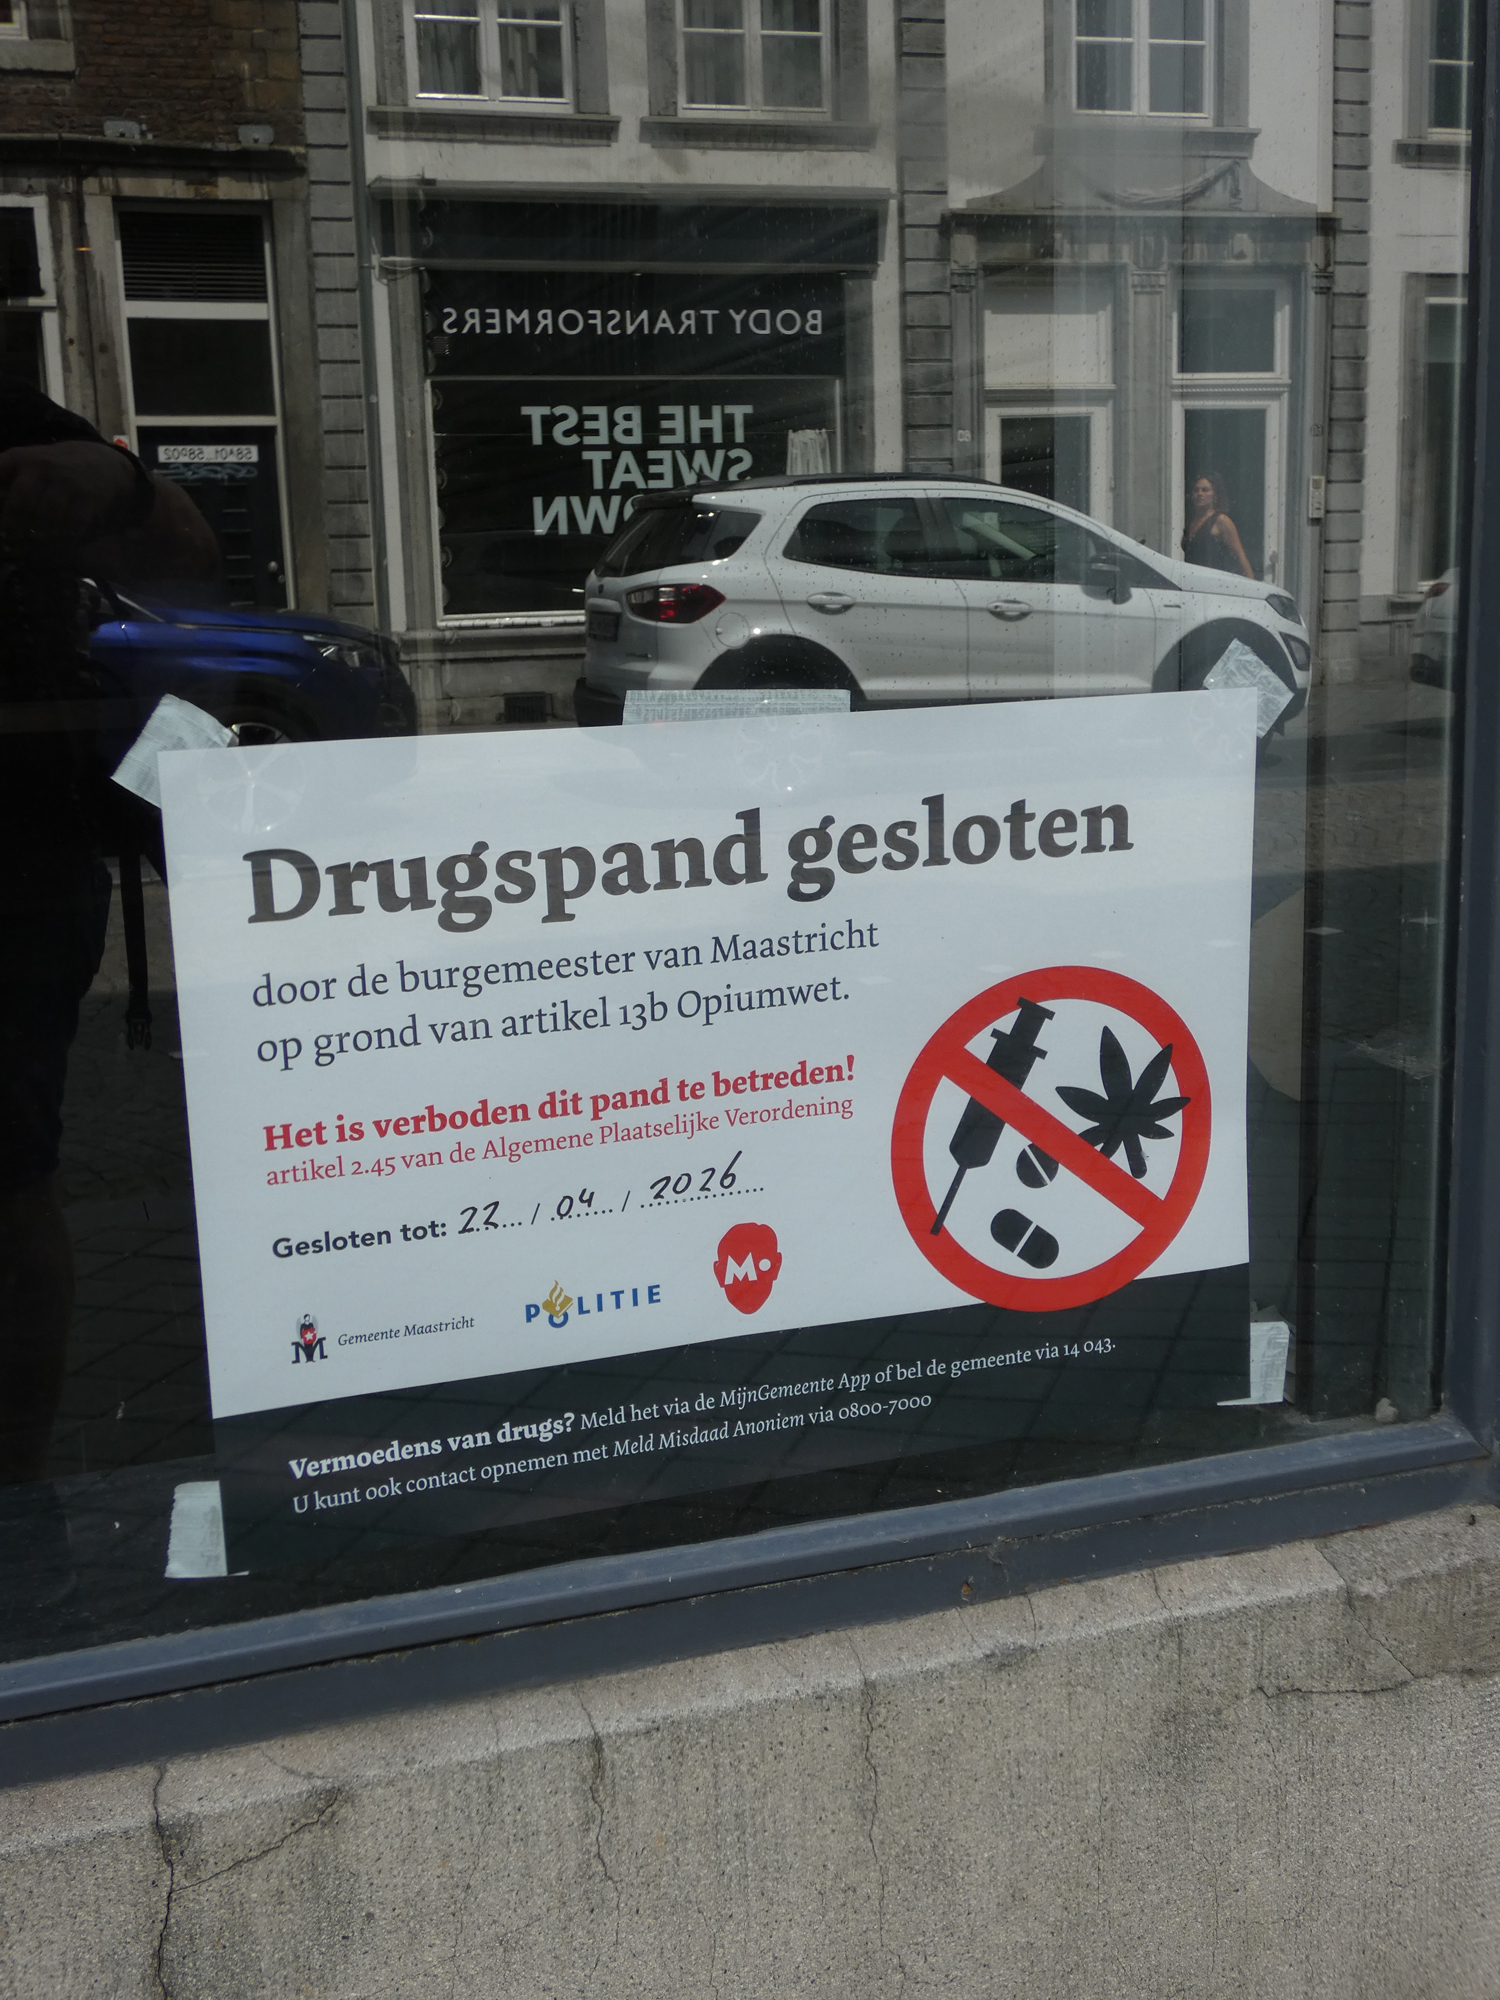 BODY TRANSFORMERS
THE BEST
SWEAT
Drugspand gesloten
door de burgemeester van Maastricht
op grond van artikel 13b Opiumwet.
Het is verboden dit pand te betreden!
artikel 2.45 van de Algemene Plaatselijke Verordening
Gesloten tot: 22 / 04 / 2026
Gemeente Maastricht
POLITIE
M.
Vermoedens van drugs? Meld het via de MijnGemeente App of bel de gemeente via 14 043.
U kunt ook contact opnemen met Meld Misdaad Anoniem via 0800-7000